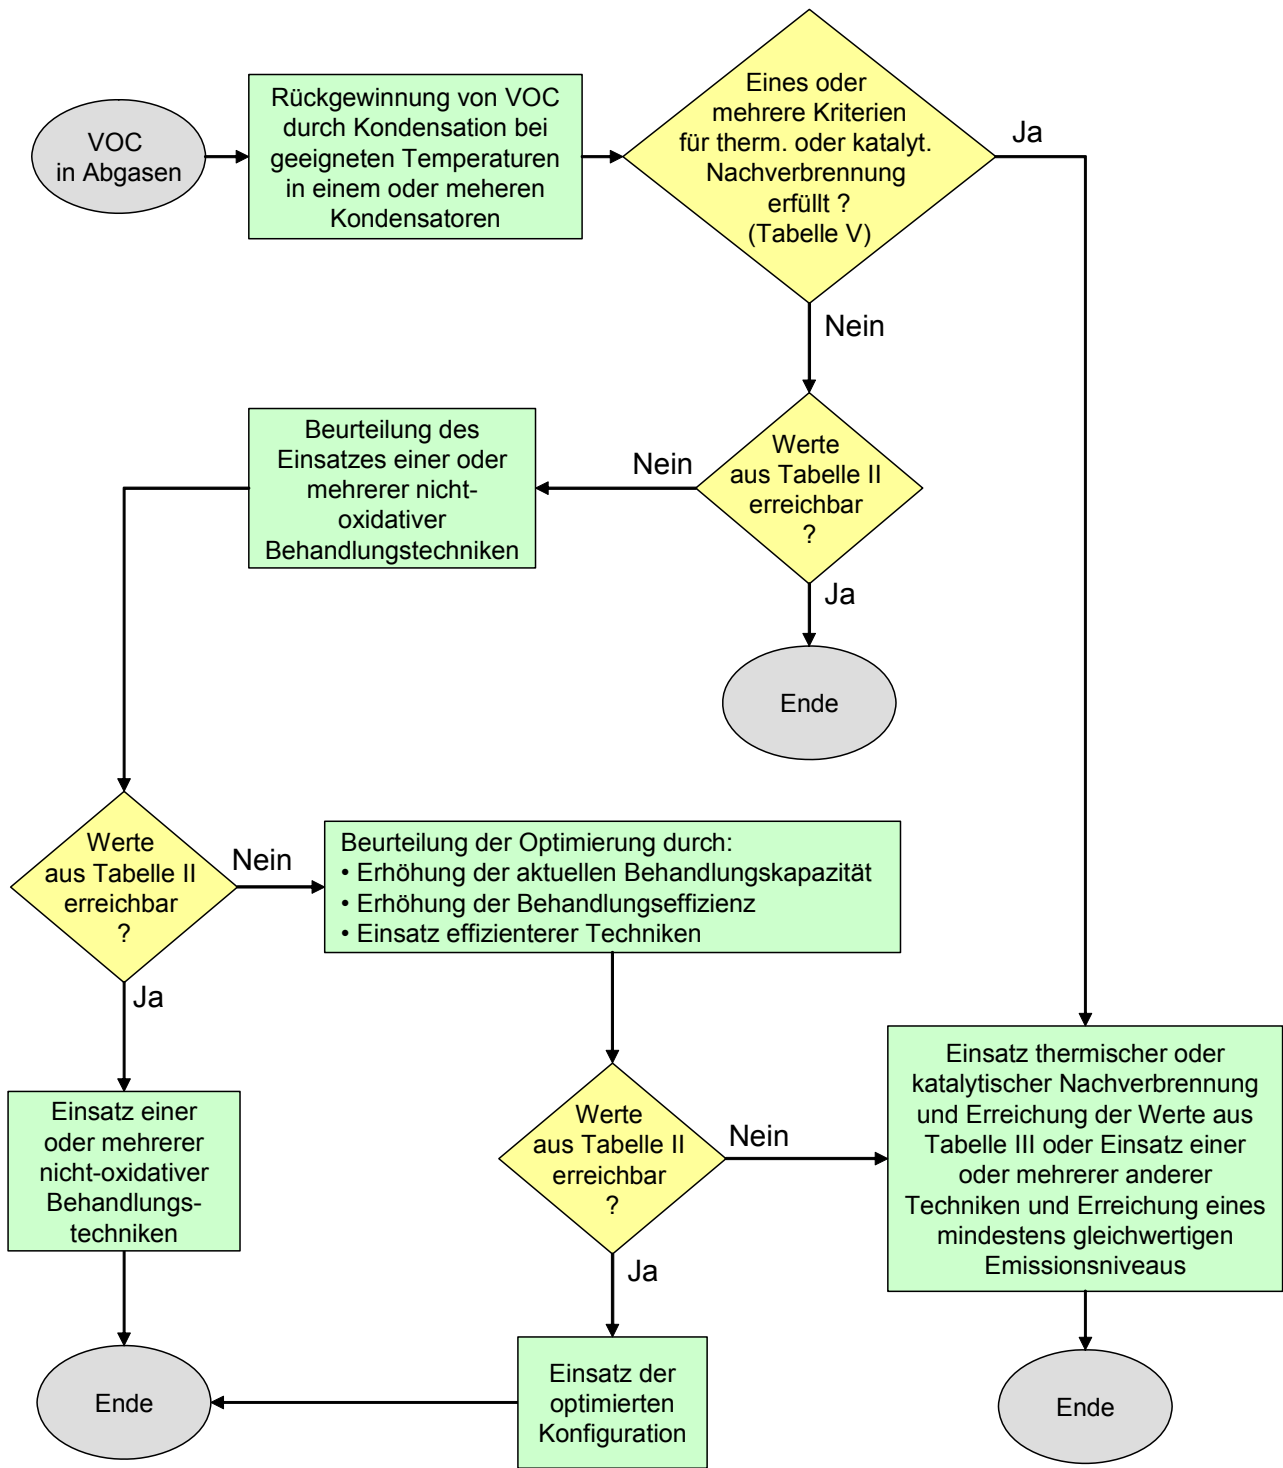 VOC
in Abgasen
Rückgewinnung von VOC
durch Kondensation bei
geeigneten Temperaturen
in einem oder meheren
Kondensatoren
Eines oder
mehrere Kriterien
für therm. oder katalyt.
Nachverbrennung
erfüllt ?
(Tabelle V)
Ja
Nein
Werte
aus Tabelle II
erreichbar
?
Nein
Beurteilung des
Einsatzes einer oder
mehrerer nicht-
oxidativer
Behandlungstechniken
Ja
Ende
Werte
aus Tabelle II
erreichbar
?
Nein
Beurteilung der Optimierung durch:
• Erhöhung der aktuellen Behandlungskapazität
• Erhöhung der Behandlungseffizienz
• Einsatz effizienterer Techniken
Ja
Einsatz einer
oder mehrerer
nicht-oxidativer
Behandlungs-
techniken
Werte
aus Tabelle II
erreichbar
?
Nein
Einsatz thermischer oder
katalytischer Nachverbrennung
und Erreichung der Werte aus
Tabelle III oder Einsatz einer
oder mehrerer anderer
Techniken und Erreichung eines
mindestens gleichwertigen
Emissionsniveaus
Ja
Einsatz der
optimierten
Konfiguration
Ende
Ende